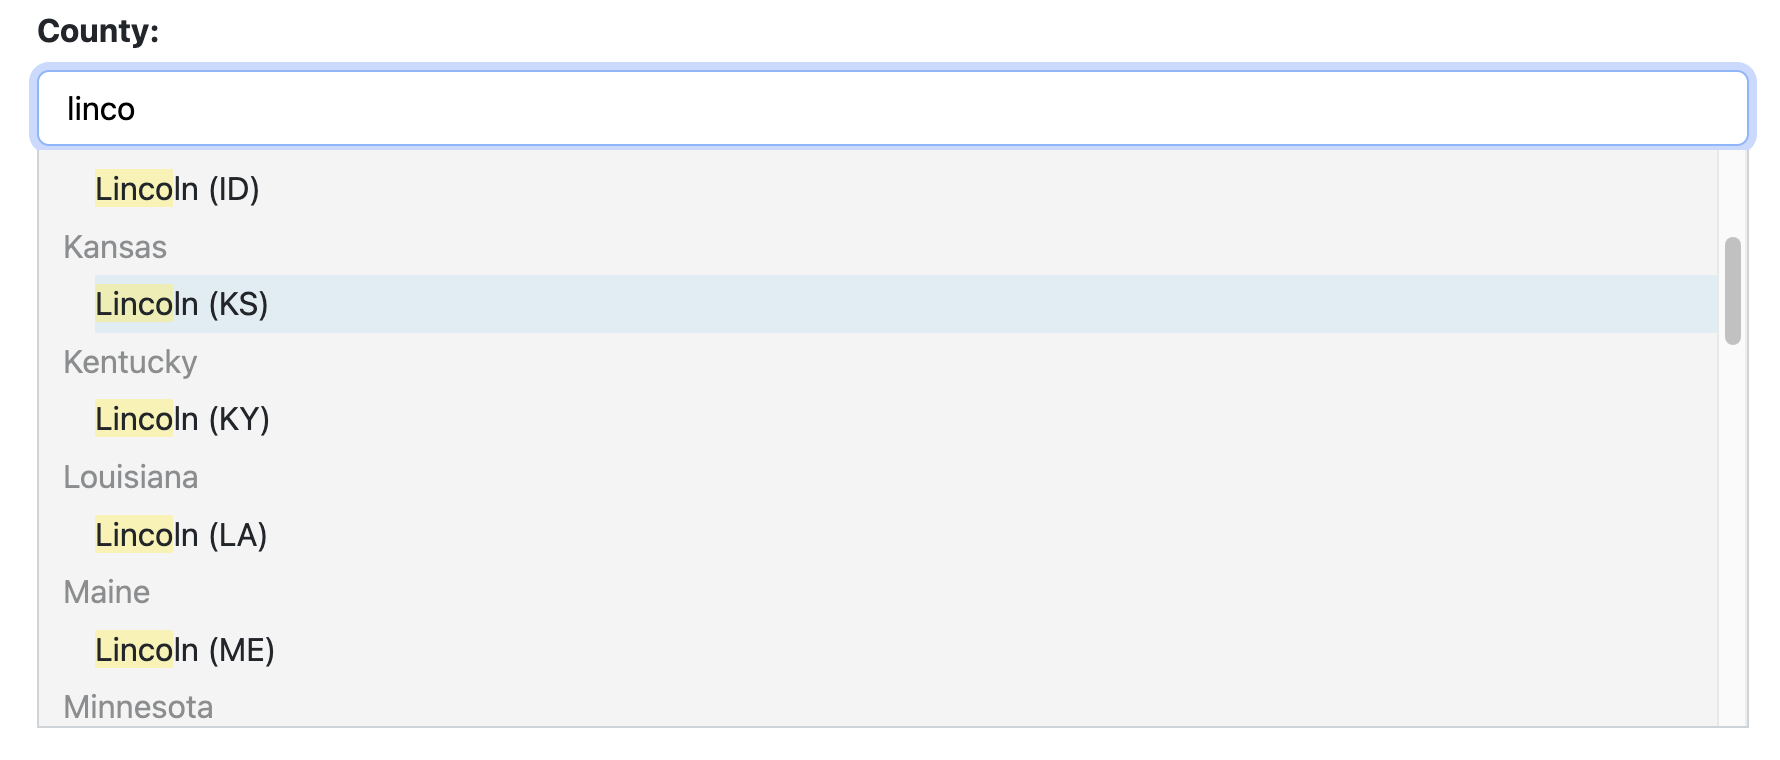 County:
linco
Lincoln (ID)
Kansas
Lincoln (KS)
Kentucky
Lincoln (KY)
Louisiana
Lincoln (LA)
Maine
Lincoln (ME)
Minnesota